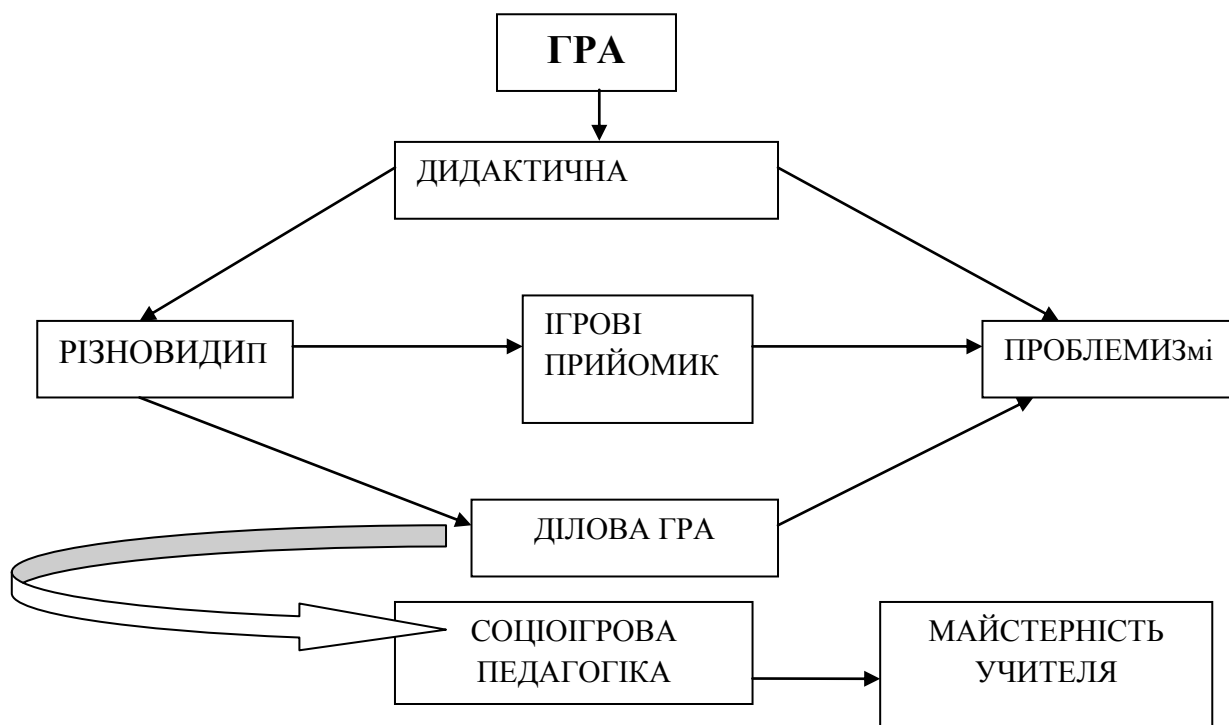 ГРА
ДИДАКТИЧНА
РІЗНОВИДИП
ІГРОВІ
ПРИЙОМИК
ПРОБЛЕМИЗмі
ДІЛОВА ГРА
СОЦІОІГРОВА
ПЕДАГОГІКА
МАЙСТЕРНІСТЬ
УЧИТЕЛЯ